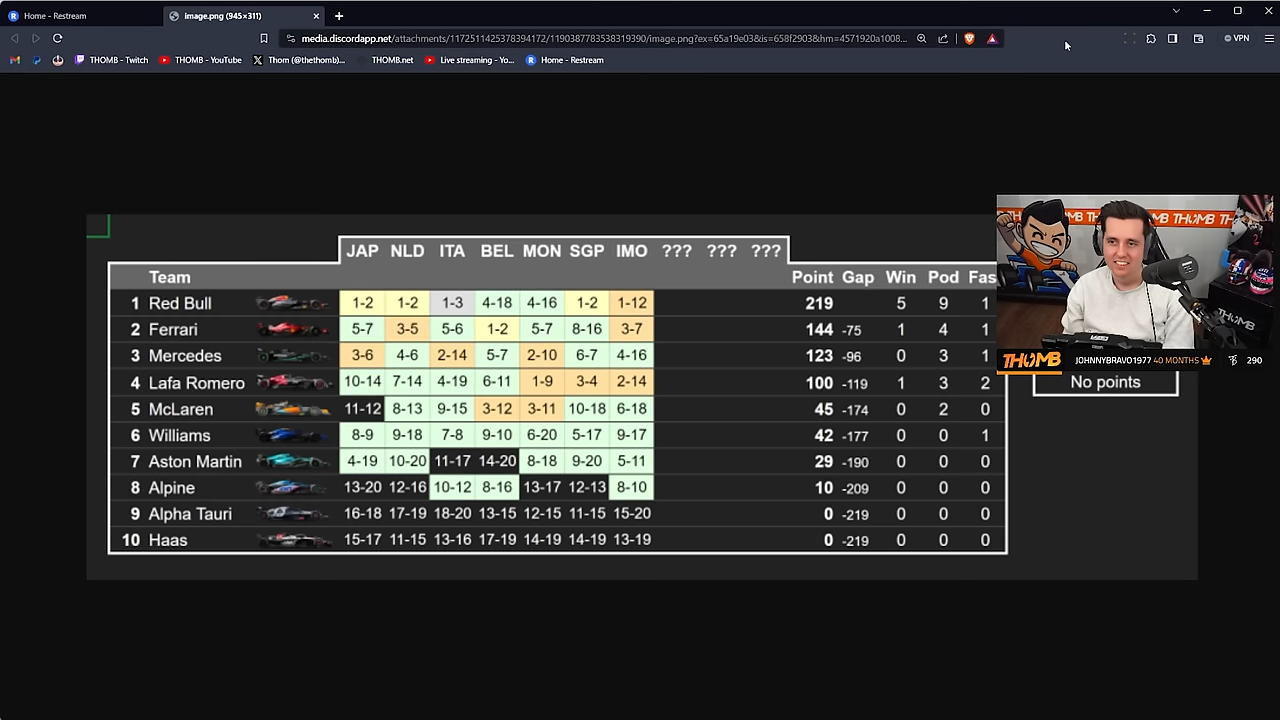 Home - Restream
image.png (945×311)
media.discordapp.net/attachments/1172511425378394172/1190387783538319390/image.png?ex=65a19e03&is=658f2903&hm=4571920a1008...
VPN
THOMB - Twitch THOMB - YouTube Thom (@thethomb)... THOMB.net Live streaming - Yo... Home - Restream
JAP NLD ITA BEL MON SGP IMO ??? ??? ???
Team Point Gap Win Pod Fas
1 Red Bull 1-2 1-2 1-3 4-18 4-16 1-2 1-12 219 5 9 1
2 Ferrari 5-7 3-5 5-6 1-2 5-7 8-16 3-7 144 -75 1 4 1
3 Mercedes 3-6 4-6 2-14 5-7 2-10 6-7 4-16 123 -96 0 3 1
4 Lafa Romero 10-14 7-14 4-19 6-11 1-9 3-4 2-14 100 -119 1 3 2
5 McLaren 11-12 8-13 9-15 3-12 3-11 10-18 6-18 45 -174 0 2 0
6 Williams 8-9 9-18 7-8 9-10 6-20 5-17 9-17 42 -177 0 0 1
7 Aston Martin 4-19 10-20 11-17 14-20 8-18 9-20 5-11 29 -190 0 0 0
8 Alpine 13-20 12-16 10-12 8-16 13-17 12-13 8-10 10 -209 0 0 0
9 Alpha Tauri 16-18 17-19 18-20 13-15 12-15 11-15 15-20 0 -219 0 0 0
10 Haas 15-17 11-15 13-16 17-19 14-19 14-19 13-19 0 -219 0 0 0
THOMB THOMB
THOMB
THOMB JOHNNYBRAVO1977 40 MONTHS 290
No points